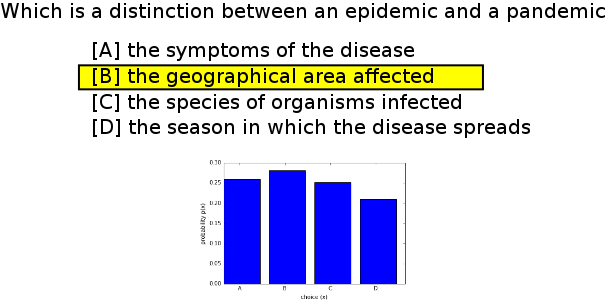 Which is a distinction between an epidemic and a pandemic
[A] the symptoms of the disease
[B] the geographical area affected
[C] the species of organisms infected
[D] the season in which the disease spreads
0.30
0.25
0.20
0.15
0.10
0.05
0.00
probability p(x)
A B C D
choice (x)